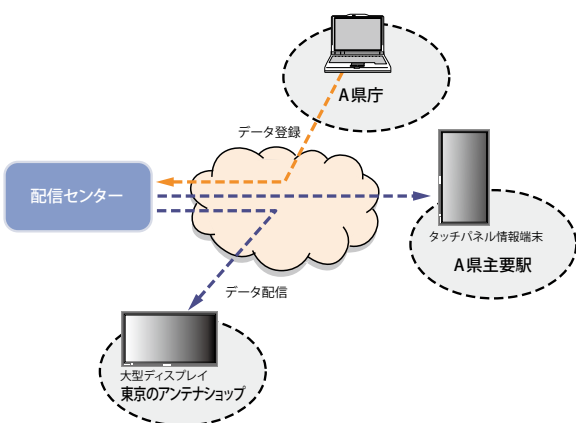 A県庁
データ登録
配信センター
タッチパネル情報端末
A県主要駅
データ配信
大型ディスプレイ
東京のアンテナショップ